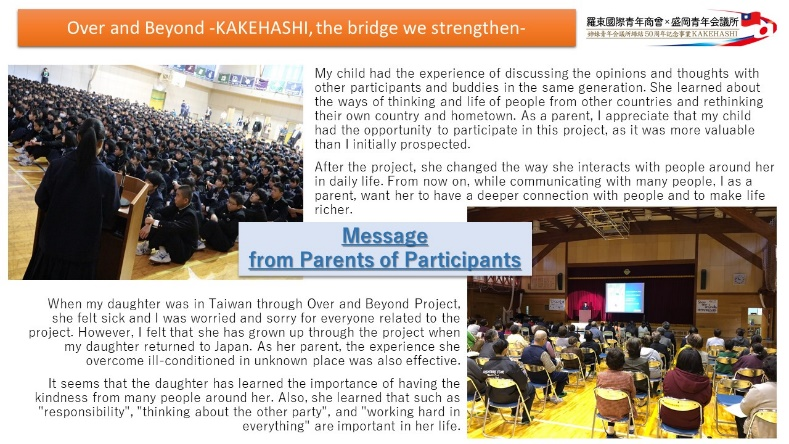 Over and Beyond -KAKEHASHI, the bridge we strengthen-
羅東國際青年商會×盛岡青年会議所
姉妹青年会議所締結50周年記念事業KAKEHASHI
My child had the experience of discussing the opinions and thoughts with
other participants and buddies in the same generation. She learned about
the ways of thinking and life of people from other countries and rethinking
their own country and hometown. As a parent, I appreciate that my child
had the opportunity to participate in this project, as it was more valuable
than I initially prospected.
After the project, she changed the way she interacts with people around her
in daily life. From now on, while communicating with many people, I as a
parent, want her to have a deeper connection with people and to make life
richer.
Message
from Parents of Participants
When my daughter was in Taiwan through Over and Beyond Project,
she felt sick and I was worried and sorry for everyone related to the
project. However, I felt that she has grown up through the project when
my daughter returned to Japan. As her parent, the experience she
overcome ill-conditioned in unknown place was also effective.
It seems that the daughter has learned the importance of having the
kindness from many people around her. Also, she learned that such as
"responsibility", "thinking about the other party", and "working hard in
everything" are important in her life.